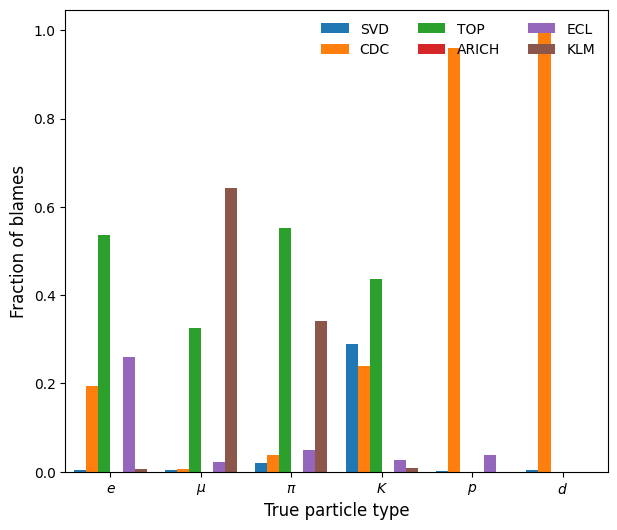 SVD TOP ECL
CDC ARICH KLM
1.0
0.8
0.6
0.4
0.2
0.0
Fraction of blames
e μ π K p d
True particle type